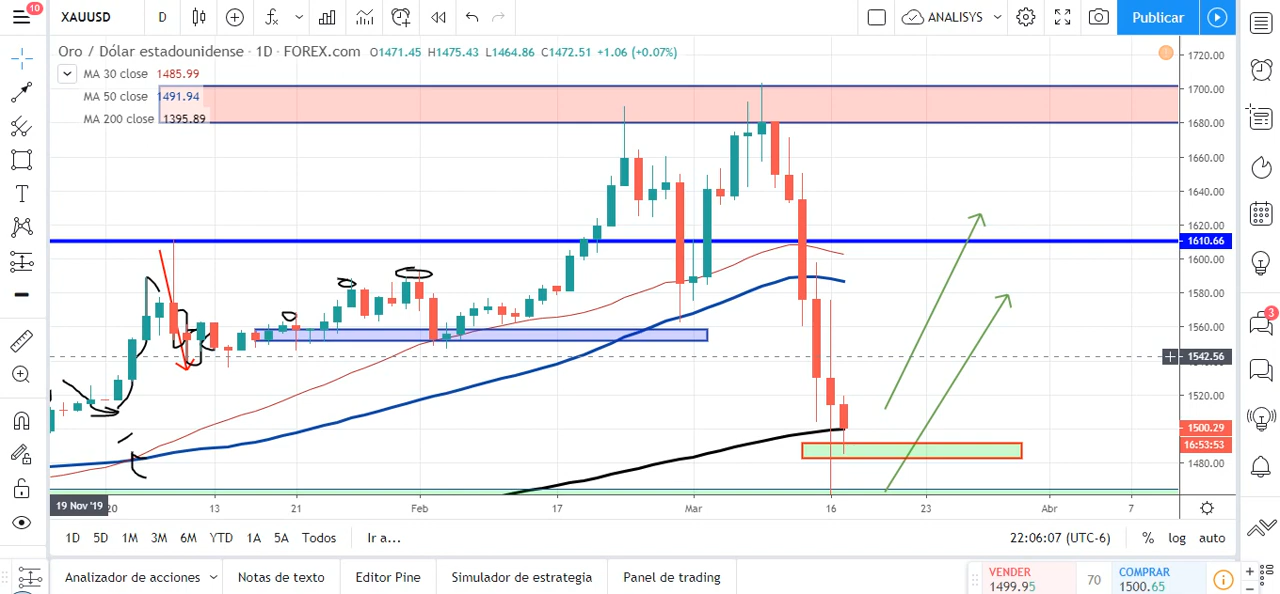 10
XAUUSD
D
ANALISYS
Publicar
Oro / Dólar estadounidense · 1D · FOREX.com O1471.45 H1475.43 L1464.86 C1472.51 +1.06 (+0.07%)
MA 30 close 1485.99
MA 50 close 1491.94
MA 200 close 1395.89
1720.00
1700.00
1680.00
1660.00
1640.00
1620.00
1610.66
1600.00
1580.00
1560.00
1542.56
1520.00
1500.29
16:53:53
1480.00
3
19 Nov '19
20
13
21
Feb
17
Mar
16
23
Abr
7
1D 5D 1M 3M 6M YTD 1A 5A Todos Ir a...
22:06:07 (UTC-6) % log auto
Analizador de acciones Notas de texto Editor Pine Simulador de estrategia Panel de trading
VENDER
1499.95
70
COMPRAR
1500.65